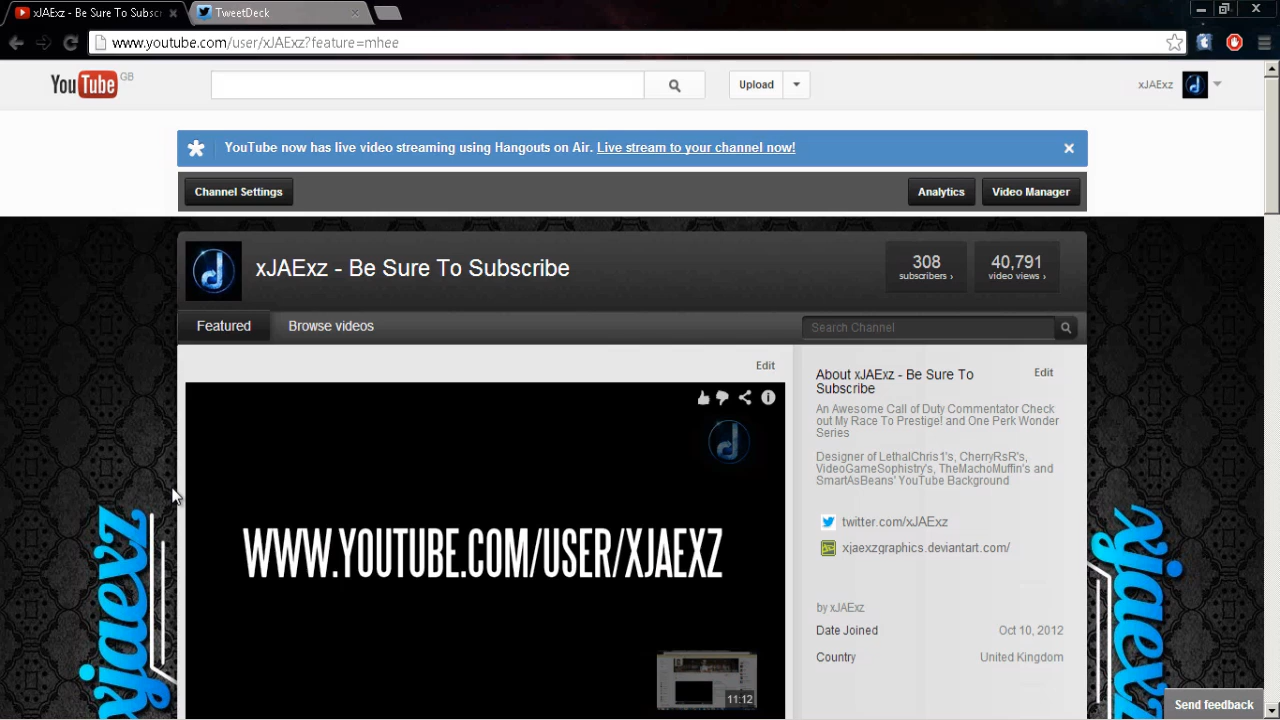 xJAExz - Be Sure To Subsc
TweetDeck
www.youtube.com/user/xJAExz?feature=mhee
YouTube GB
Upload
xJAExz
YouTube now has live video streaming using Hangouts on Air. Live stream to your channel now!
Channel Settings
Analytics
Video Manager
xJAExz - Be Sure To Subscribe
308
subscribers ›
40,791
video views ›
Featured
Browse videos
Search Channel
Edit
WWW.YOUTUBE.COM/USER/XJAEXZ
11:12
About xJAExz - Be Sure To
Subscribe
Edit
An Awesome Call of Duty Commentator Check
out My Race To Prestige! and One Perk Wonder
Series
Designer of LethalChris1's, CherryRsR's,
VideoGameSophistry's, TheMachoMuffin's and
SmartAsBeans' YouTube Background
twitter.com/xJAExz
xjaexzgraphics.deviantart.com/
by xJAExz
Date Joined Oct 10, 2012
Country United Kingdom
xjaexz
xjaexz
Send feedback